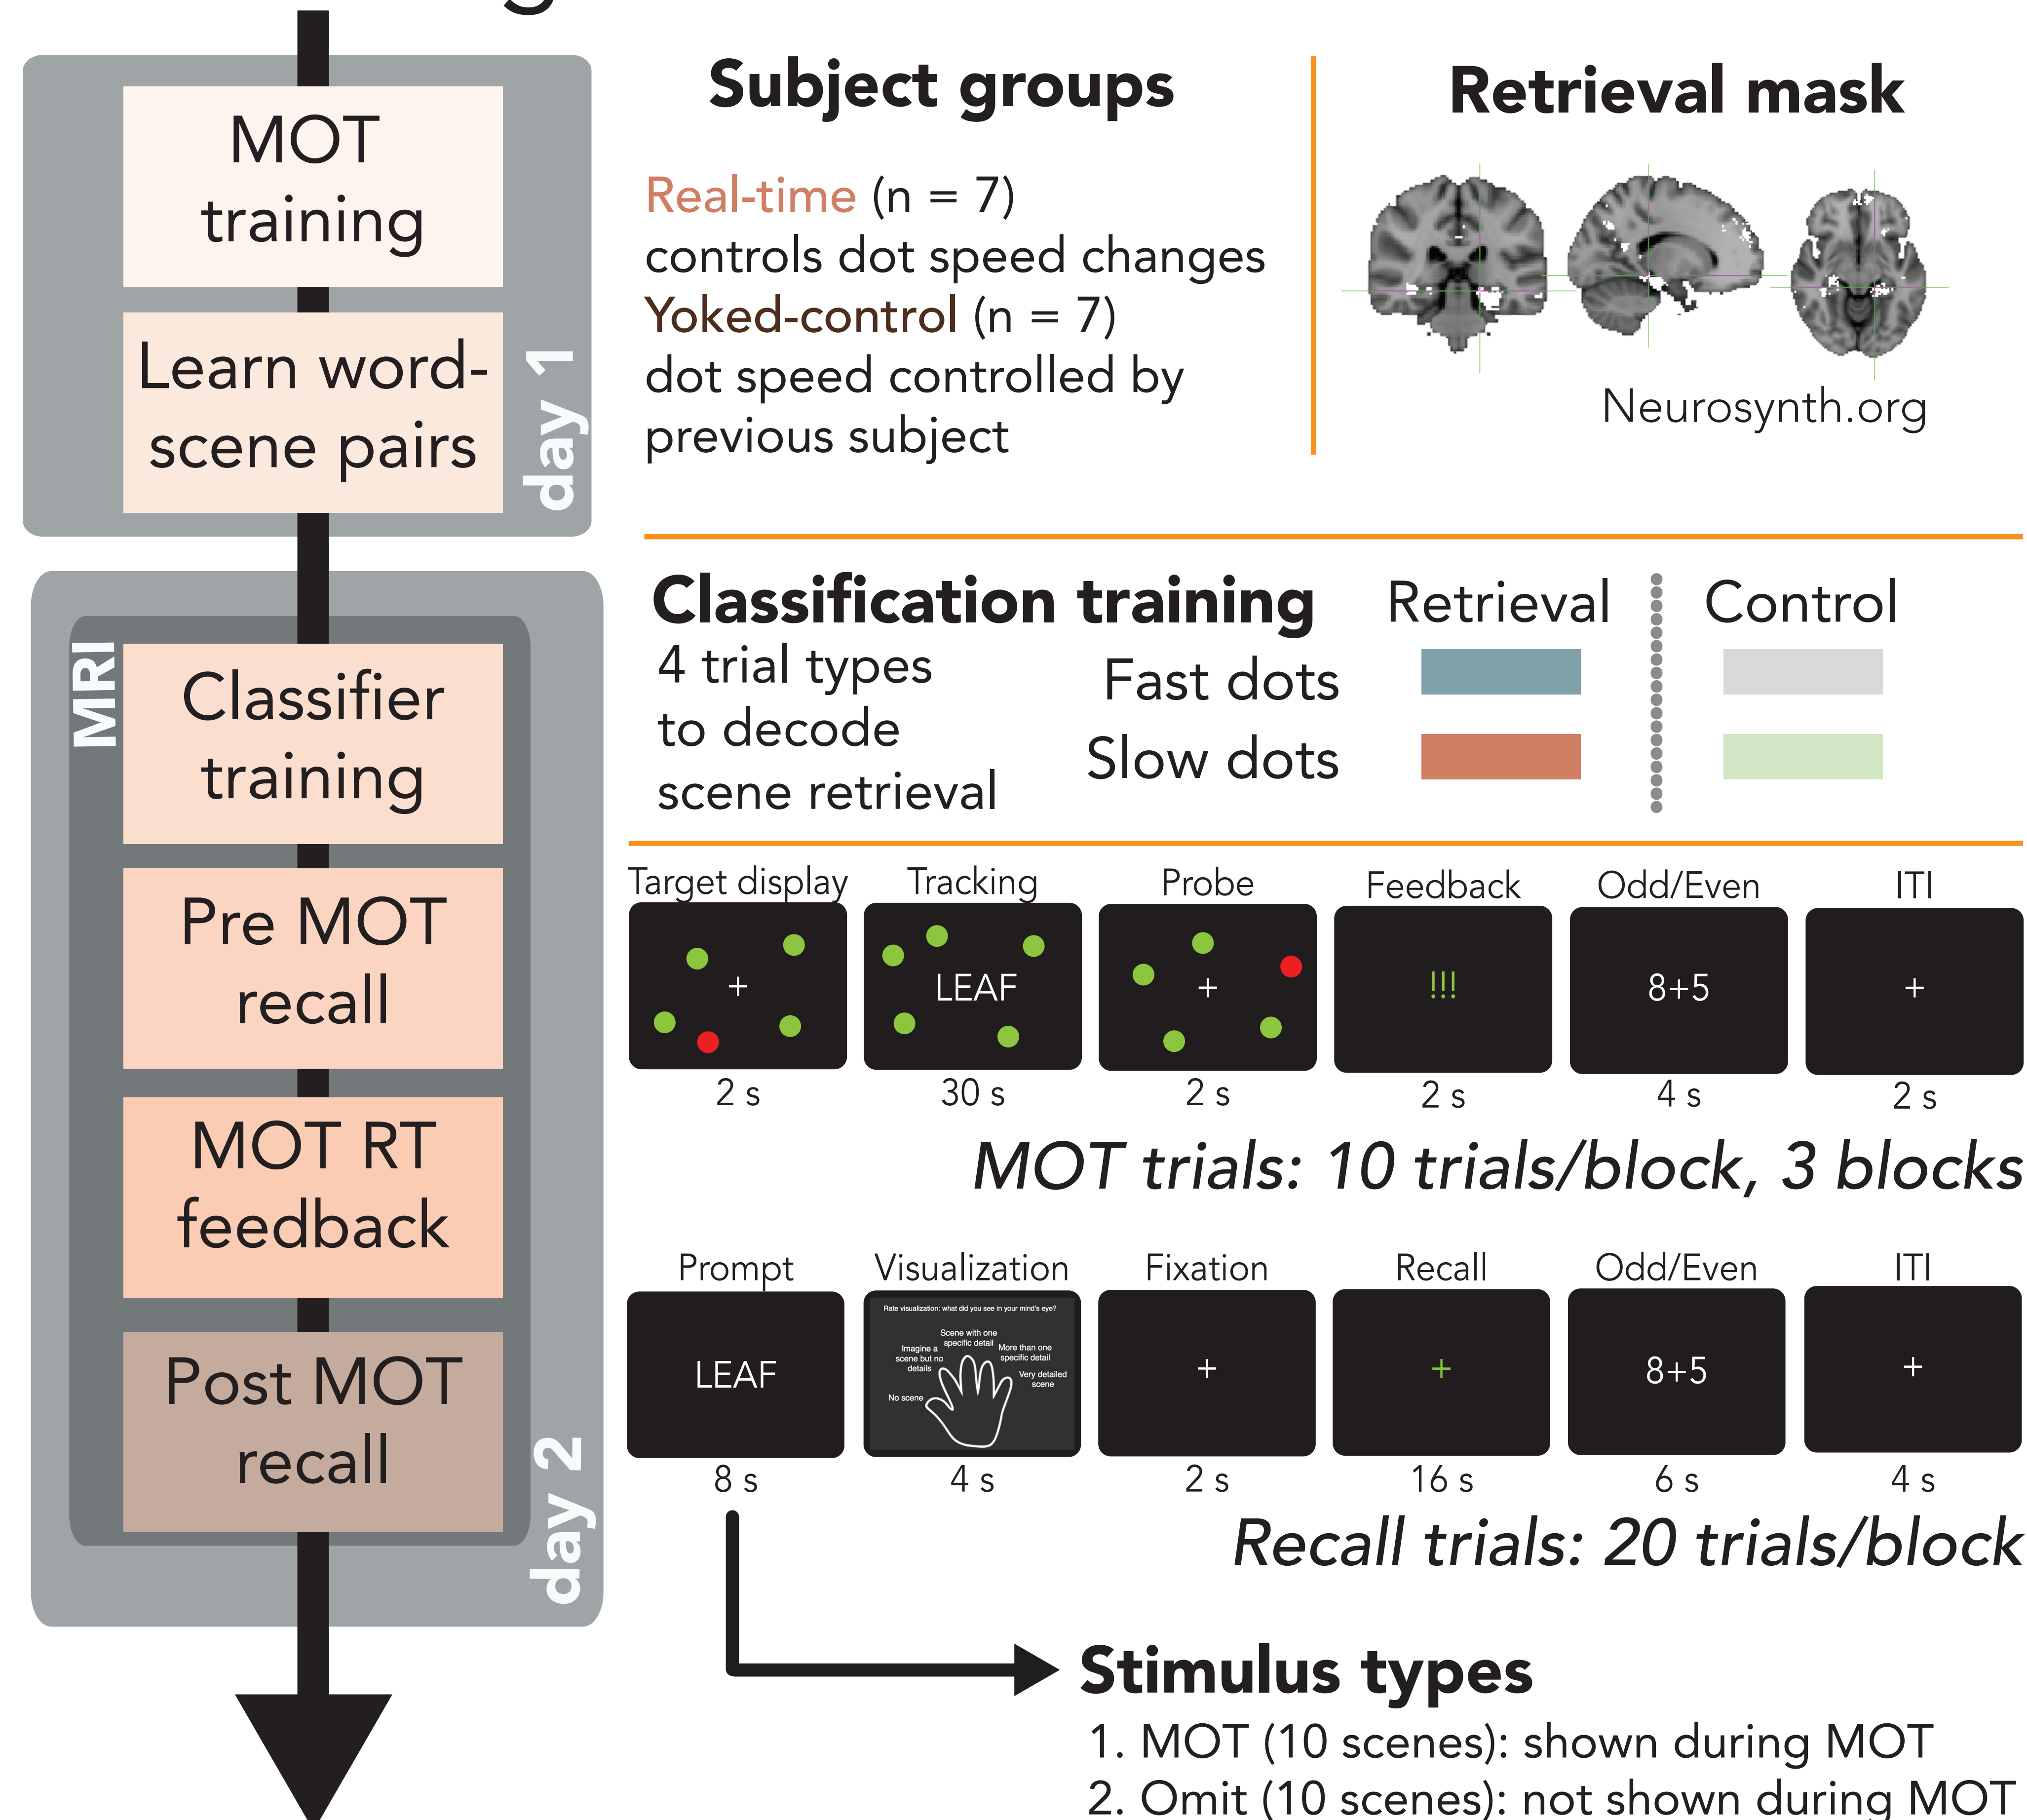 MOT
training
Learn word-
scene pairs
day 1
MRI
Classifier
training
Pre MOT
recall
MOT RT
feedback
Post MOT
recall
day 2
Subject groups
Real-time (n = 7)
controls dot speed changes
Yoked-control (n = 7)
dot speed controlled by
previous subject
Retrieval mask
Neurosynth.org
Classification training
4 trial types
to decode
scene retrieval
Retrieval
Control
Fast dots
Slow dots
Target display
Tracking
Probe
Feedback
Odd/Even
ITI
+
LEAF
+
!!!
8+5
+
2 s
30 s
2 s
2 s
4 s
2 s
MOT trials: 10 trials/block, 3 blocks
Prompt
Visualization
Fixation
Recall
Odd/Even
ITI
LEAF
Rate visualization: what did you see in your mind's eye?
No scene
Imagine a
scene but no
details
Scene with one
specific detail
More than one
specific detail
Very detailed
scene
+
+
8+5
+
8 s
4 s
2 s
16 s
6 s
4 s
Recall trials: 20 trials/block
Stimulus types
1. MOT (10 scenes): shown during MOT
2. Omit (10 scenes): not shown during MOT